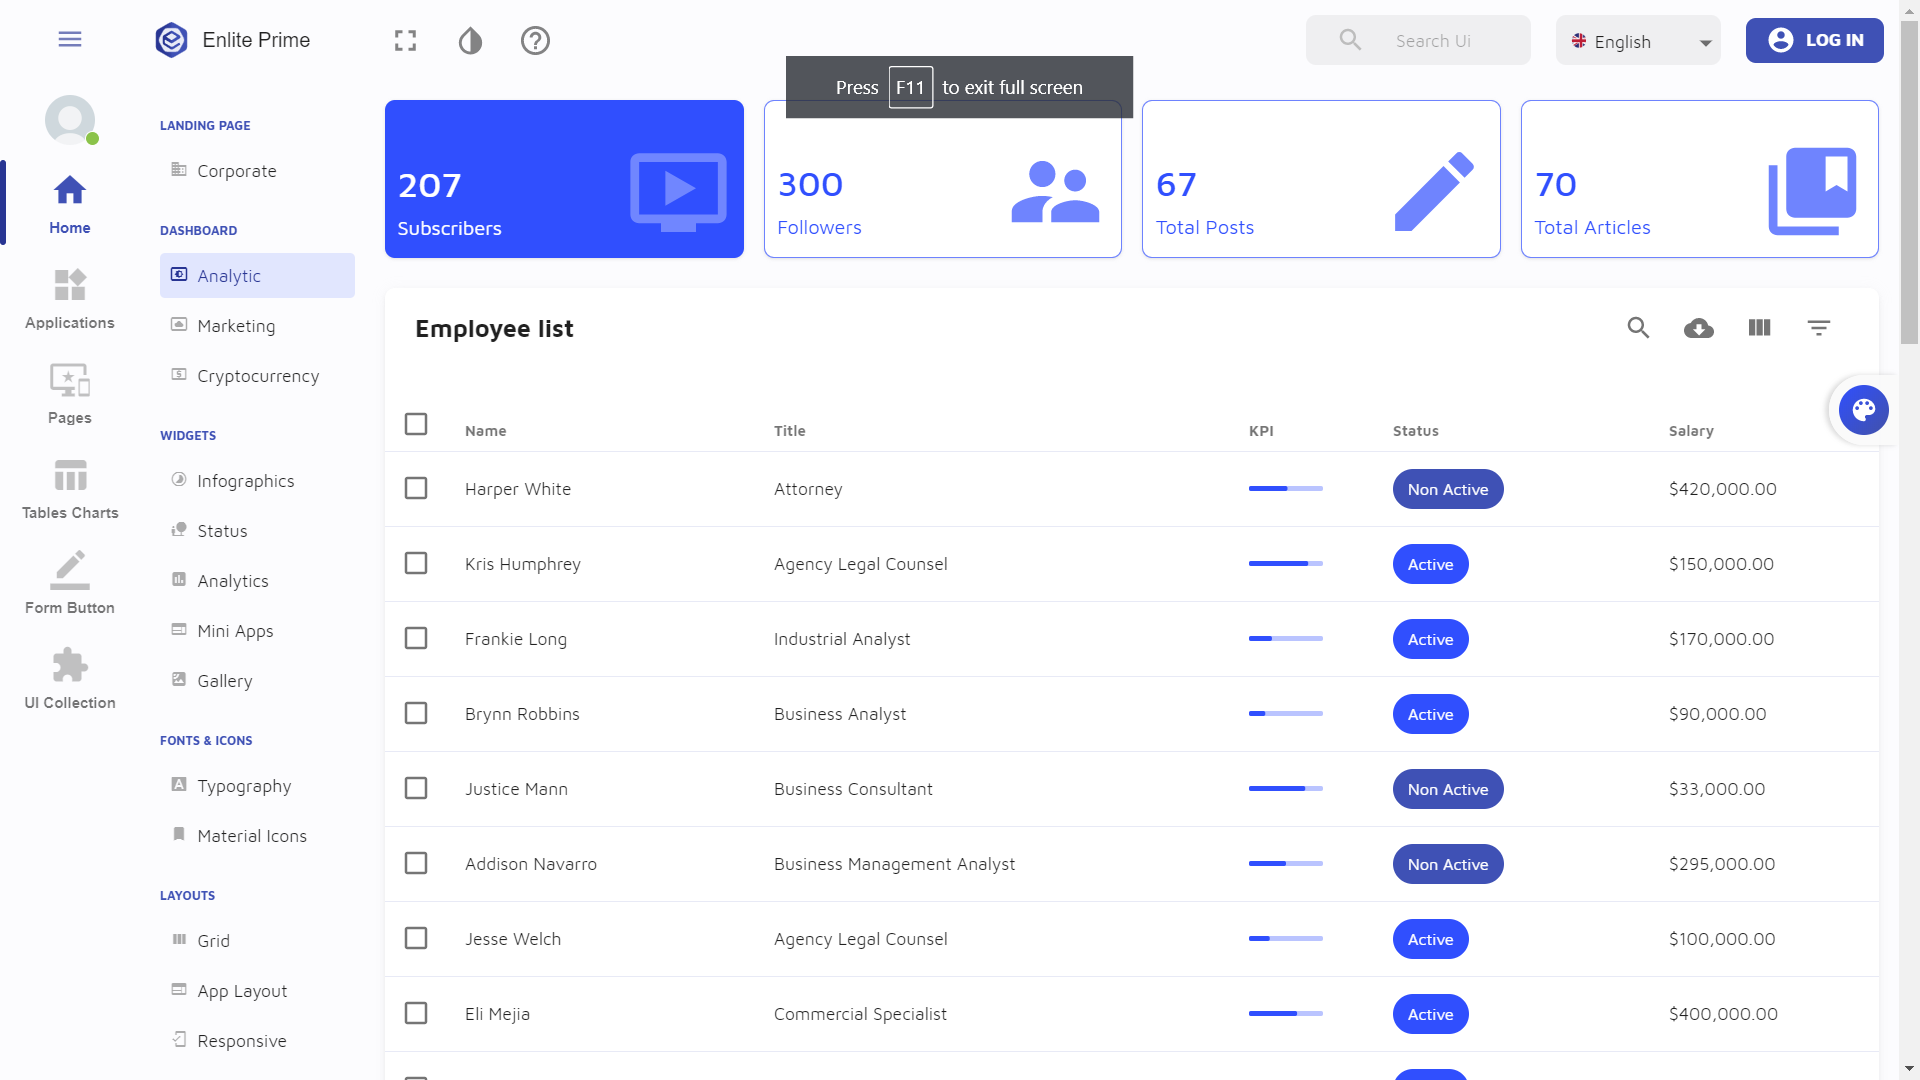 Enlite Prime
Search Ui
English
LOG IN
Press F11 to exit full screen
Home
Applications
Pages
Tables Charts
Form Button
UI Collection
LANDING PAGE
Corporate
DASHBOARD
Analytic
Marketing
Cryptocurrency
WIDGETS
Infographics
Status
Analytics
Mini Apps
Gallery
FONTS & ICONS
Typography
Material Icons
LAYOUTS
Grid
App Layout
Responsive
207
Subscribers
300
Followers
67
Total Posts
70
Total Articles
Employee list
Name Title KPI Status Salary
Harper White Attorney Non Active $420,000.00
Kris Humphrey Agency Legal Counsel Active $150,000.00
Frankie Long Industrial Analyst Active $170,000.00
Brynn Robbins Business Analyst Active $90,000.00
Justice Mann Business Consultant Non Active $33,000.00
Addison Navarro Business Management Analyst Non Active $295,000.00
Jesse Welch Agency Legal Counsel Active $100,000.00
Eli Mejia Commercial Specialist Active $400,000.00